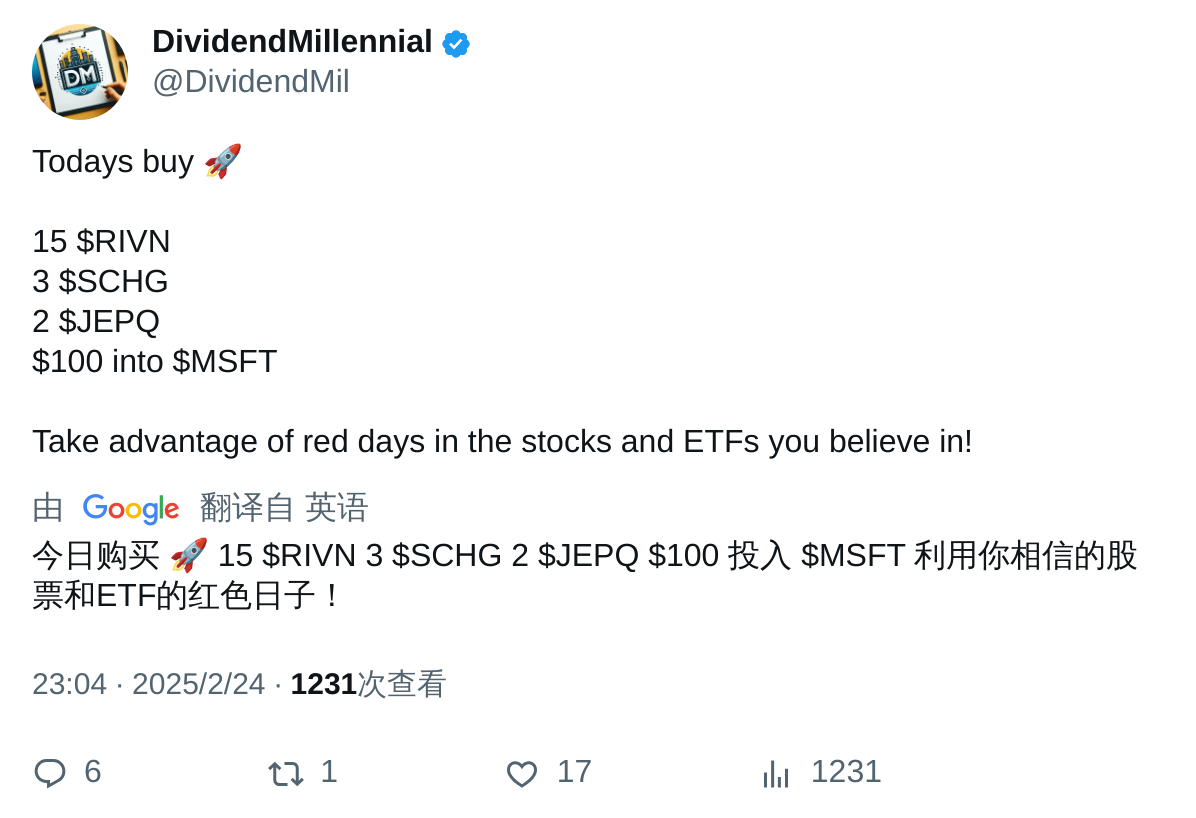 DividendMillennial
@DividendMil
Todays buy 🚀
15 $RIVN
3 $SCHG
2 $JEPQ
$100 into $MSFT
Take advantage of red days in the stocks and ETFs you believe in!
由 Google 翻译自 英语
今日购买 🚀 15 $RIVN 3 $SCHG 2 $JEPQ $100 投入 $MSFT 利用你相信的股
票和ETF的红色日子！
23:04 · 2025/2/24 · 1231次查看
6 1 17 1231
DM